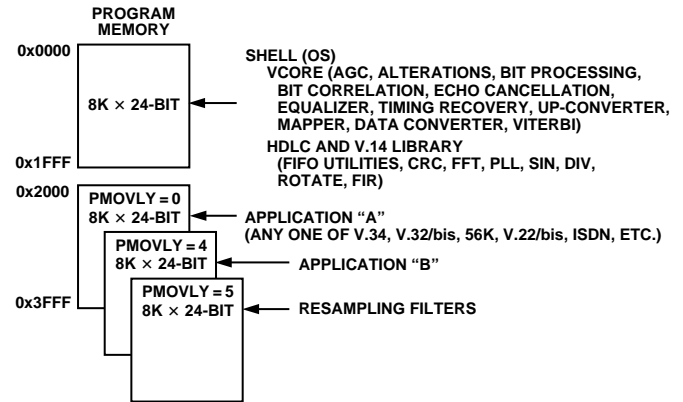 PROGRAM
MEMORY
0x0000
8K × 24-BIT
0x1FFF
SHELL (OS)
VCORE (AGC, ALTERATIONS, BIT PROCESSING,
BIT CORRELATION, ECHO CANCELLATION,
EQUALIZER, TIMING RECOVERY, UP-CONVERTER,
MAPPER, DATA CONVERTER, VITERBI)
HDLC AND V.14 LIBRARY
(FIFO UTILITIES, CRC, FFT, PLL, SIN, DIV,
ROTATE, FIR)
0x2000
PMOVLY = 0
8K × 24-BIT
APPLICATION “A”
(ANY ONE OF V.34, V.32/bis, 56K, V.22/bis, ISDN, ETC.)
PMOVLY = 4
8K × 24-BIT
APPLICATION “B”
0x3FFF
PMOVLY = 5
8K × 24-BIT
RESAMPLING FILTERS